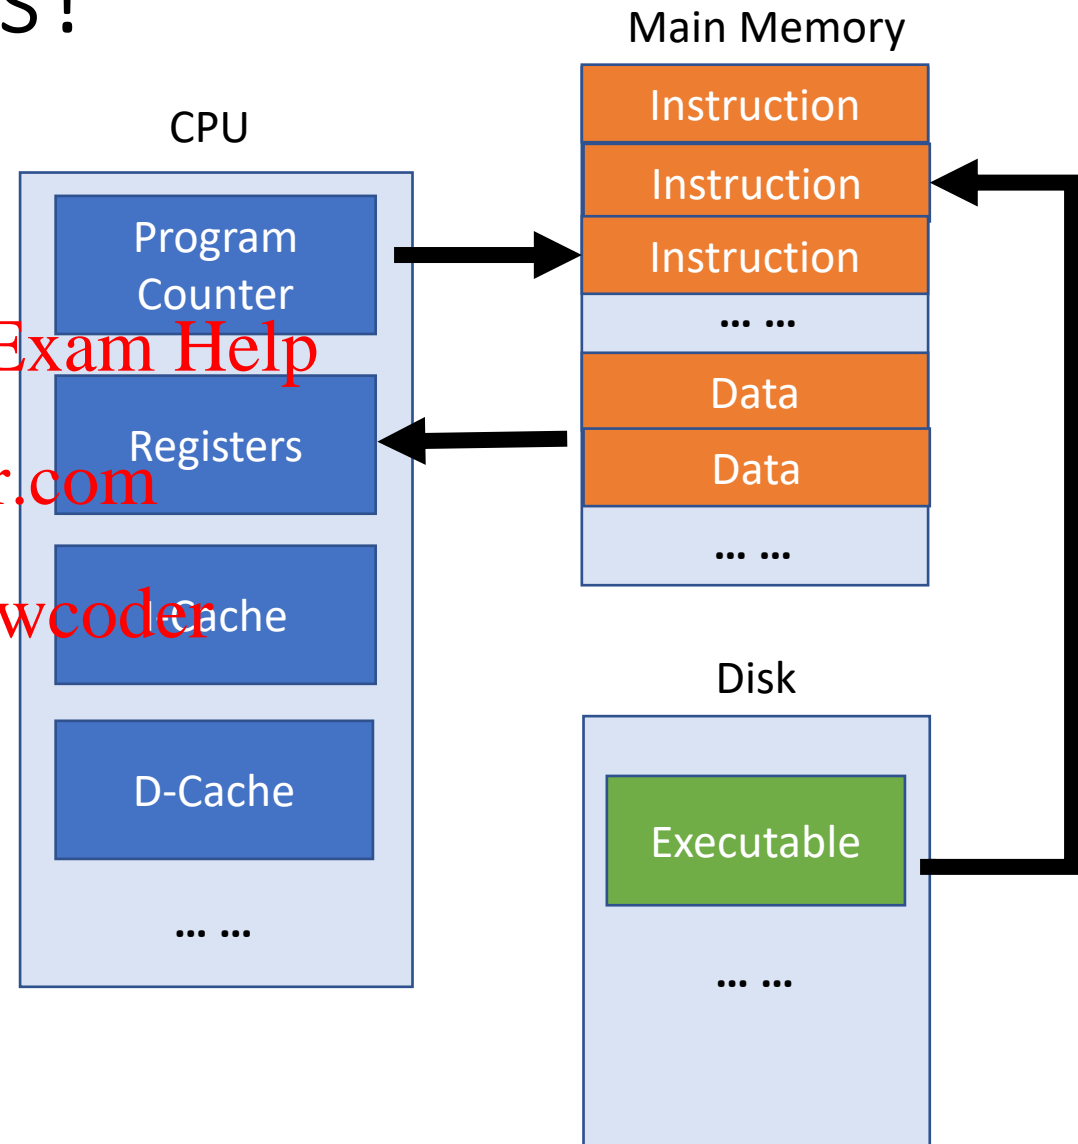 s?
Main Memory
CPU
Instruction
Instruction
Instruction
... ...
Data
Data
... ...
Program
Counter
Exam Help
Registers
r.com
I-Cache
wcoder
D-Cache
... ...
Disk
Executable
... ...